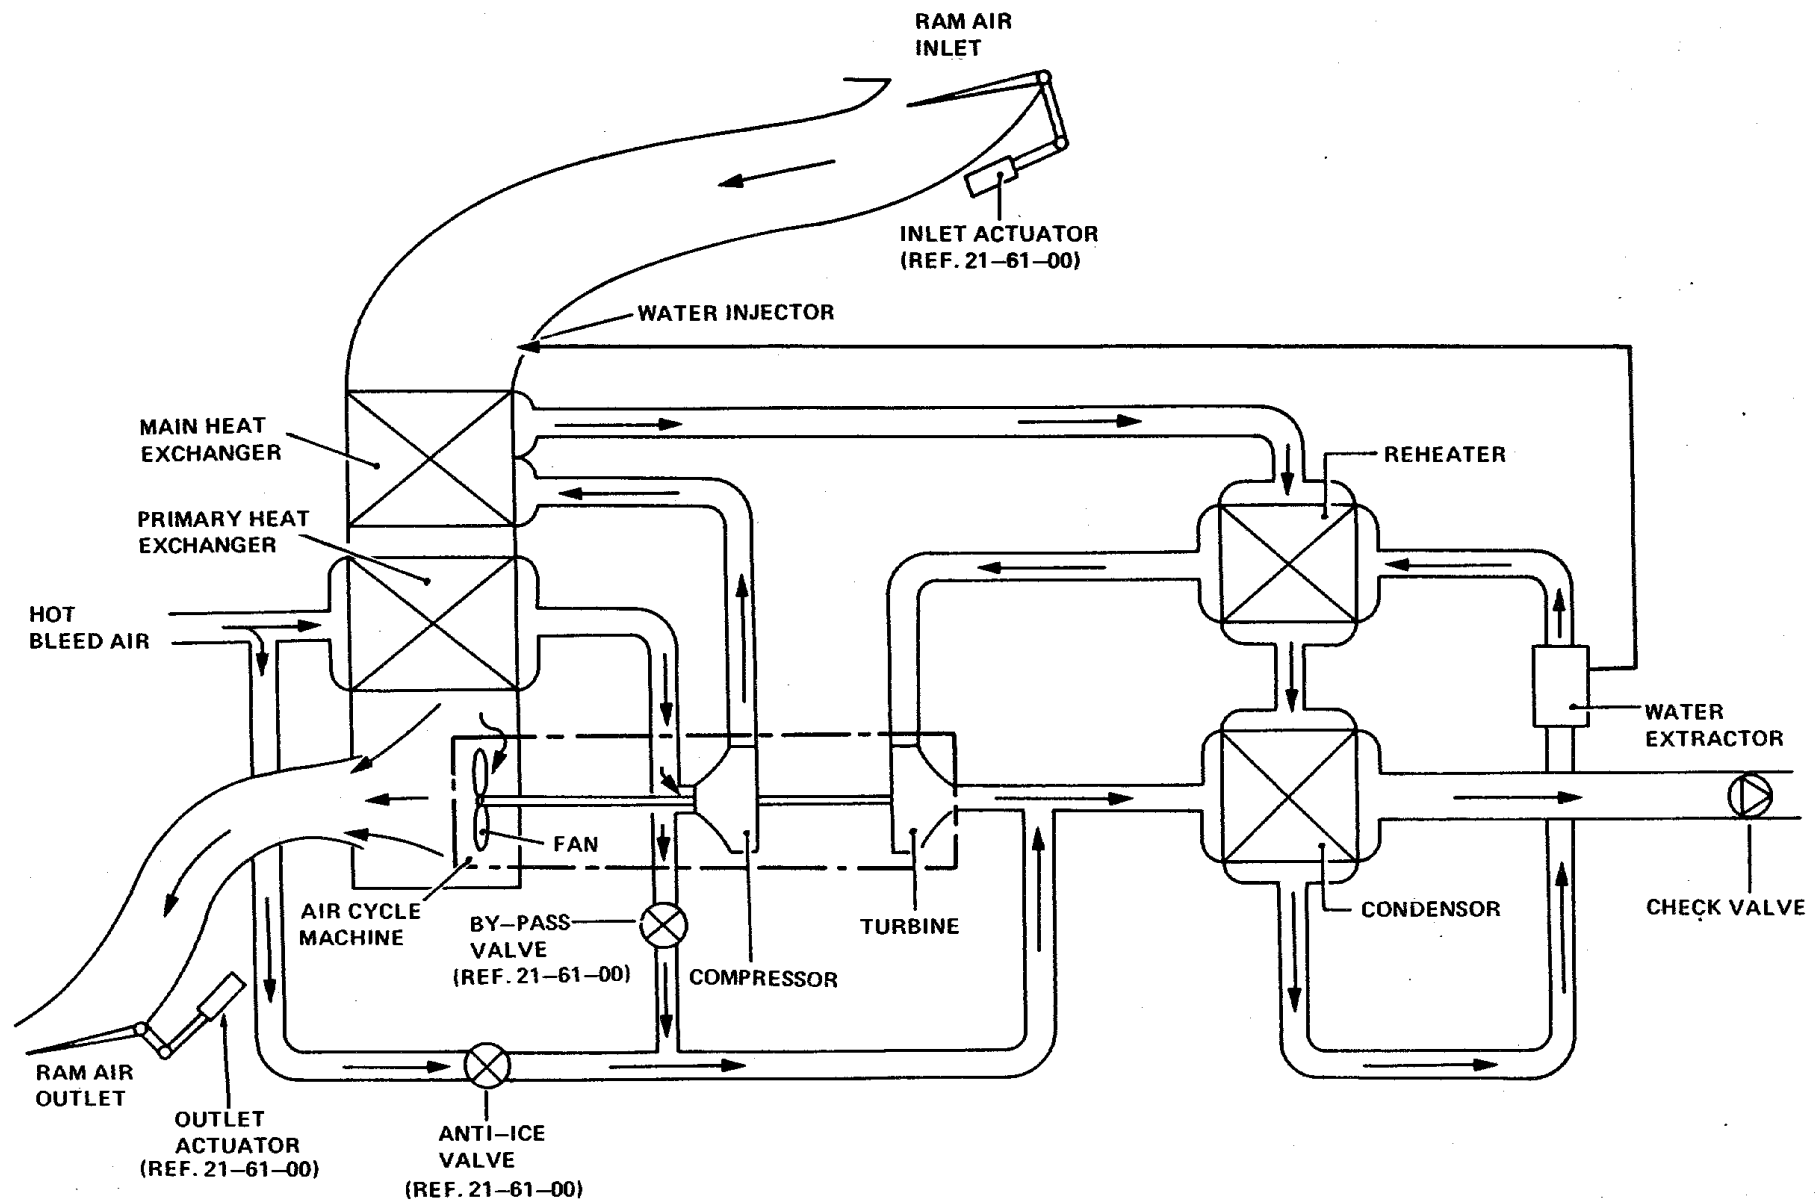 RAM AIR
INLET
INLET ACTUATOR
(REF. 21–61–00)
WATER INJECTOR
MAIN HEAT
EXCHANGER
REHEATER
PRIMARY HEAT
EXCHANGER
HOT
BLEED AIR
WATER
EXTRACTOR
FAN
AIR CYCLE
MACHINE
BY–PASS
VALVE
(REF. 21–61–00)
COMPRESSOR
TURBINE
CONDENSOR
CHECK VALVE
RAM AIR
OUTLET
OUTLET
ACTUATOR
(REF. 21–61–00)
ANTI–ICE
VALVE
(REF. 21–61–00)